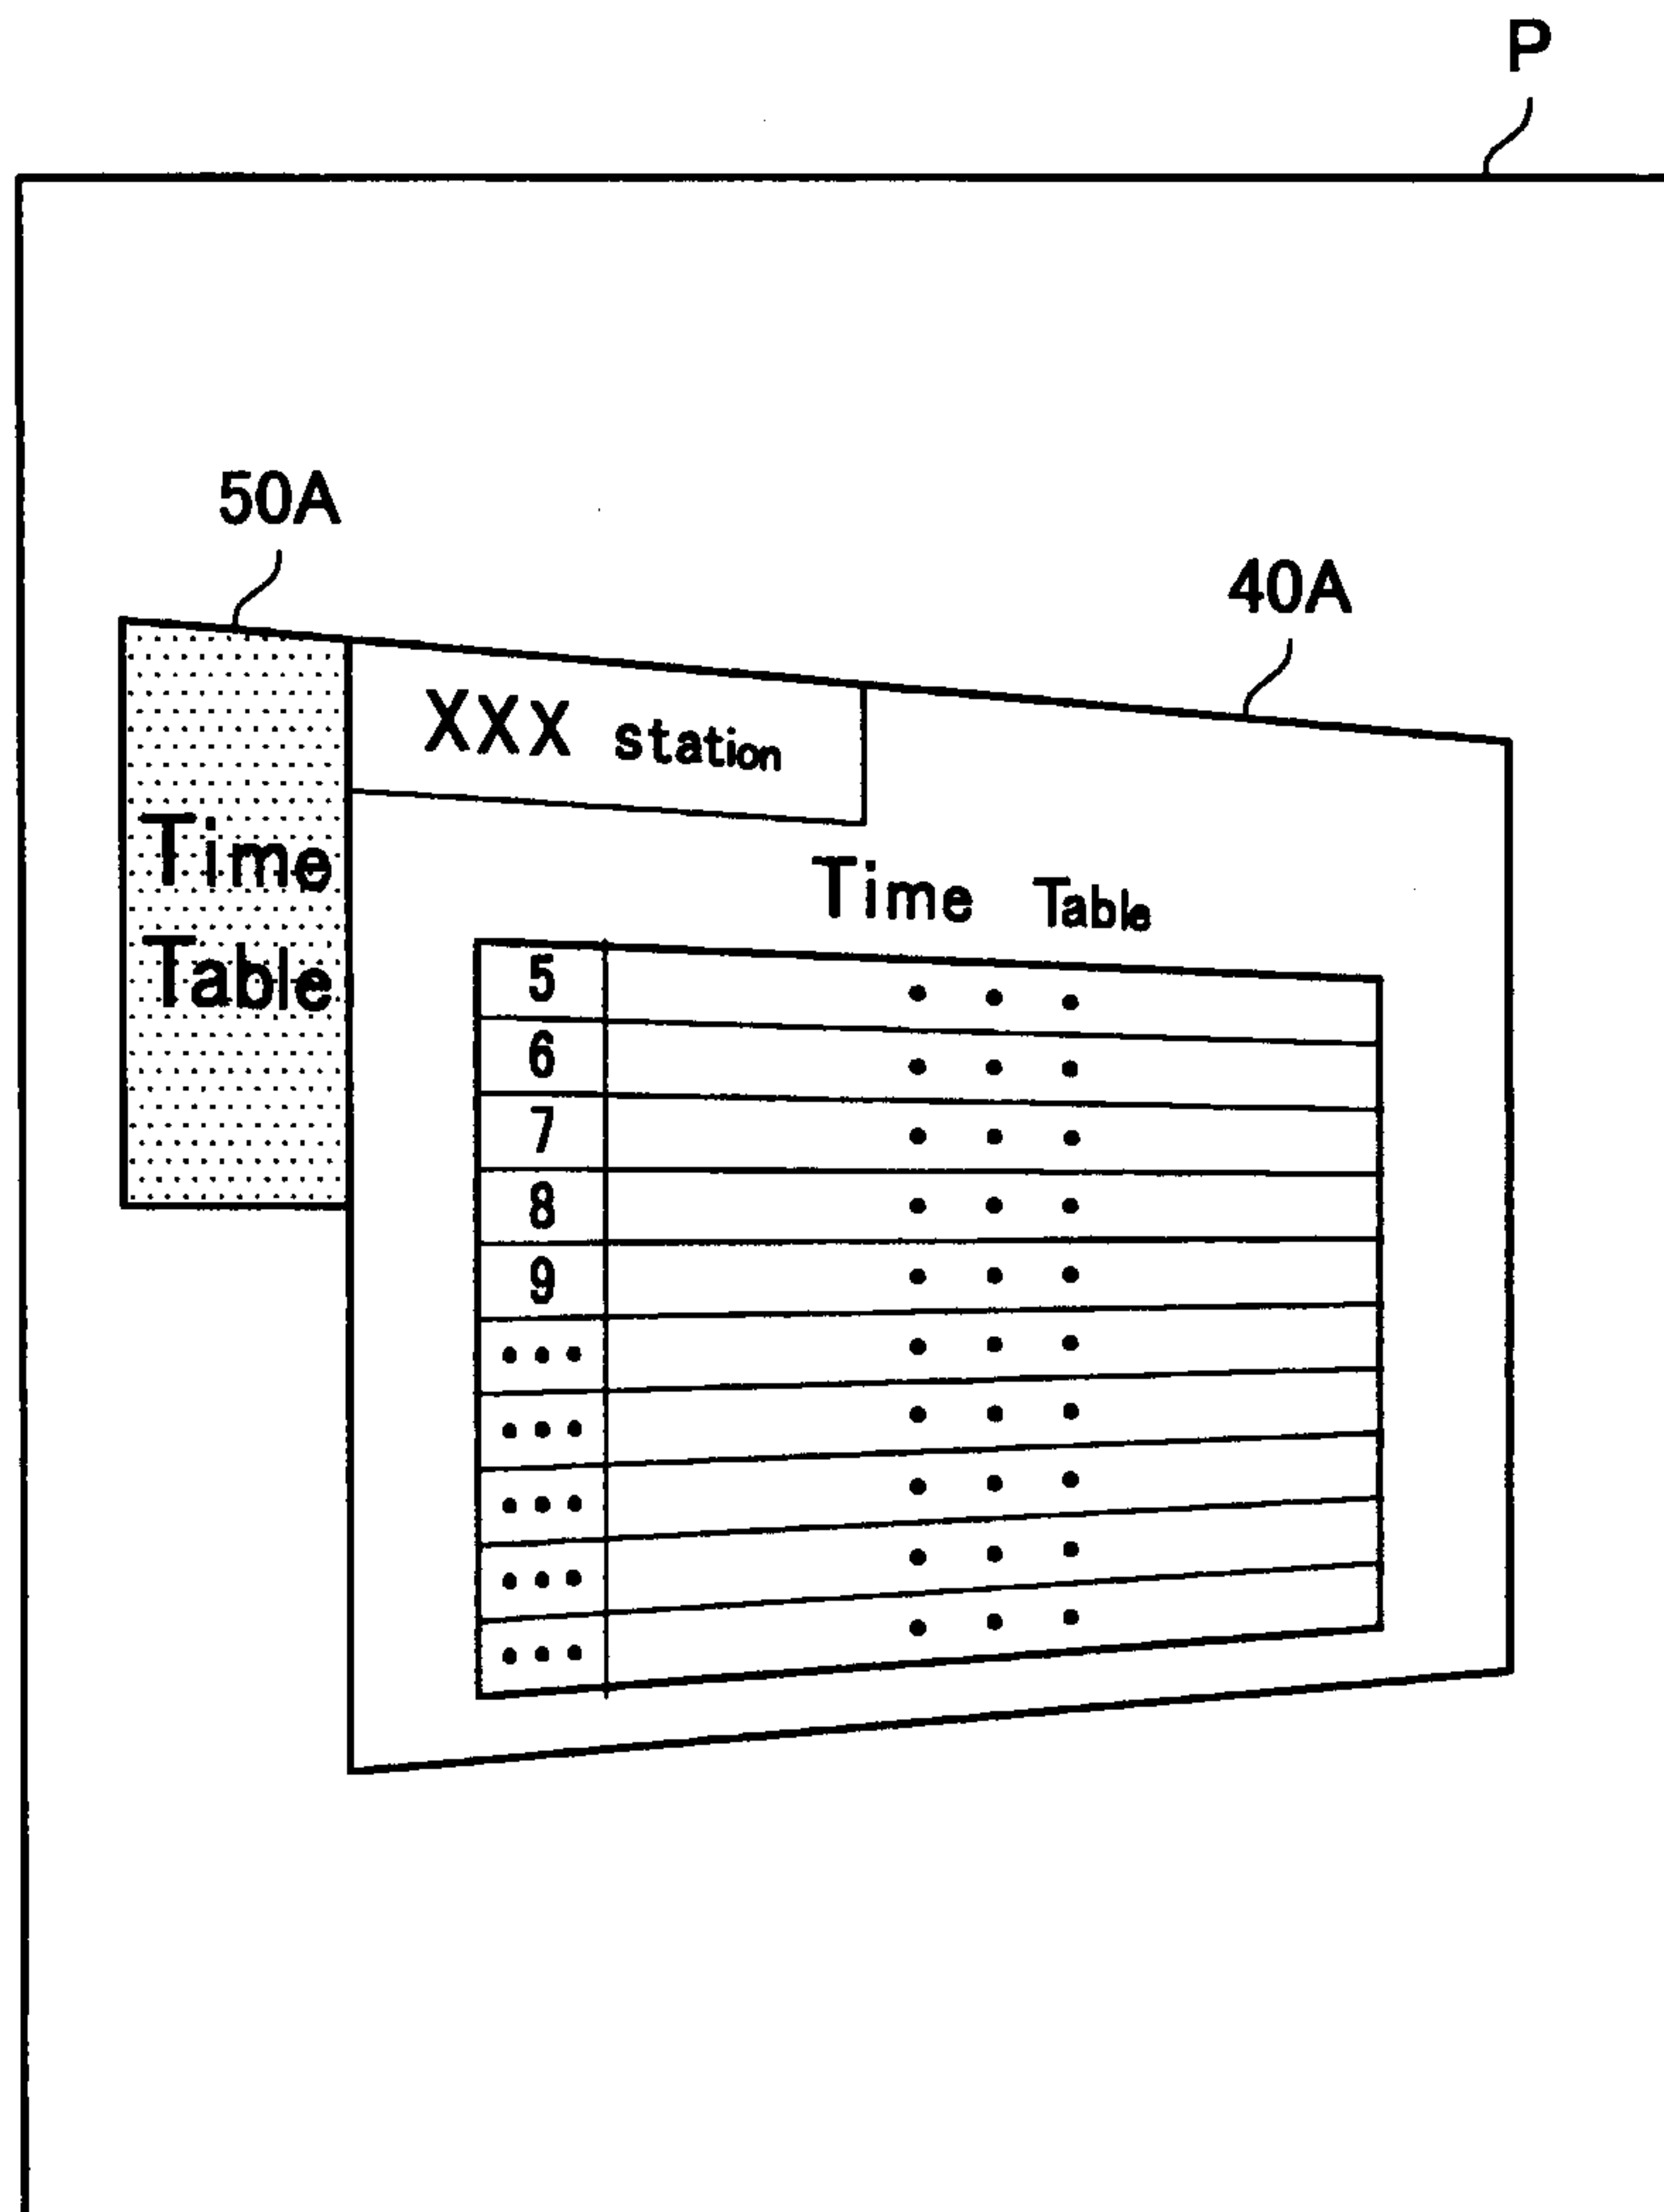 P
50A
40A
XXX station
Time
Table
Time Table
5 • • •
6 • • •
7 • • •
8 • • •
9 • • •
• • • • • •
• • • • • •
• • • • • •
• • • • • •
• • • • • •